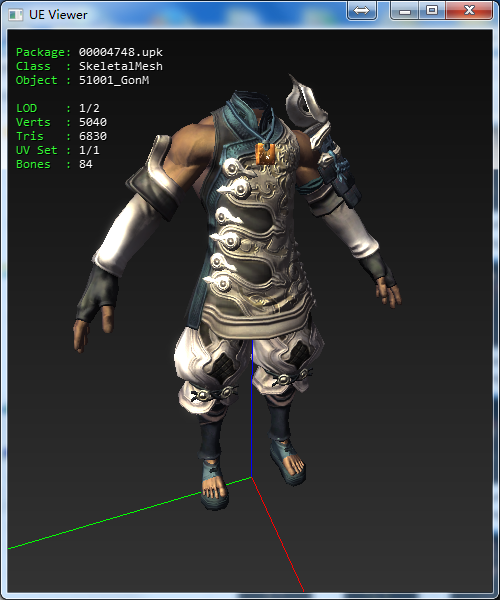 UE Viewer
Package: 00004748.upk
Class  : SkeletalMesh
Object : 51001_GonM
LOD    : 1/2
Verts  : 5040
Tris   : 6830
UV Set : 1/1
Bones  : 84